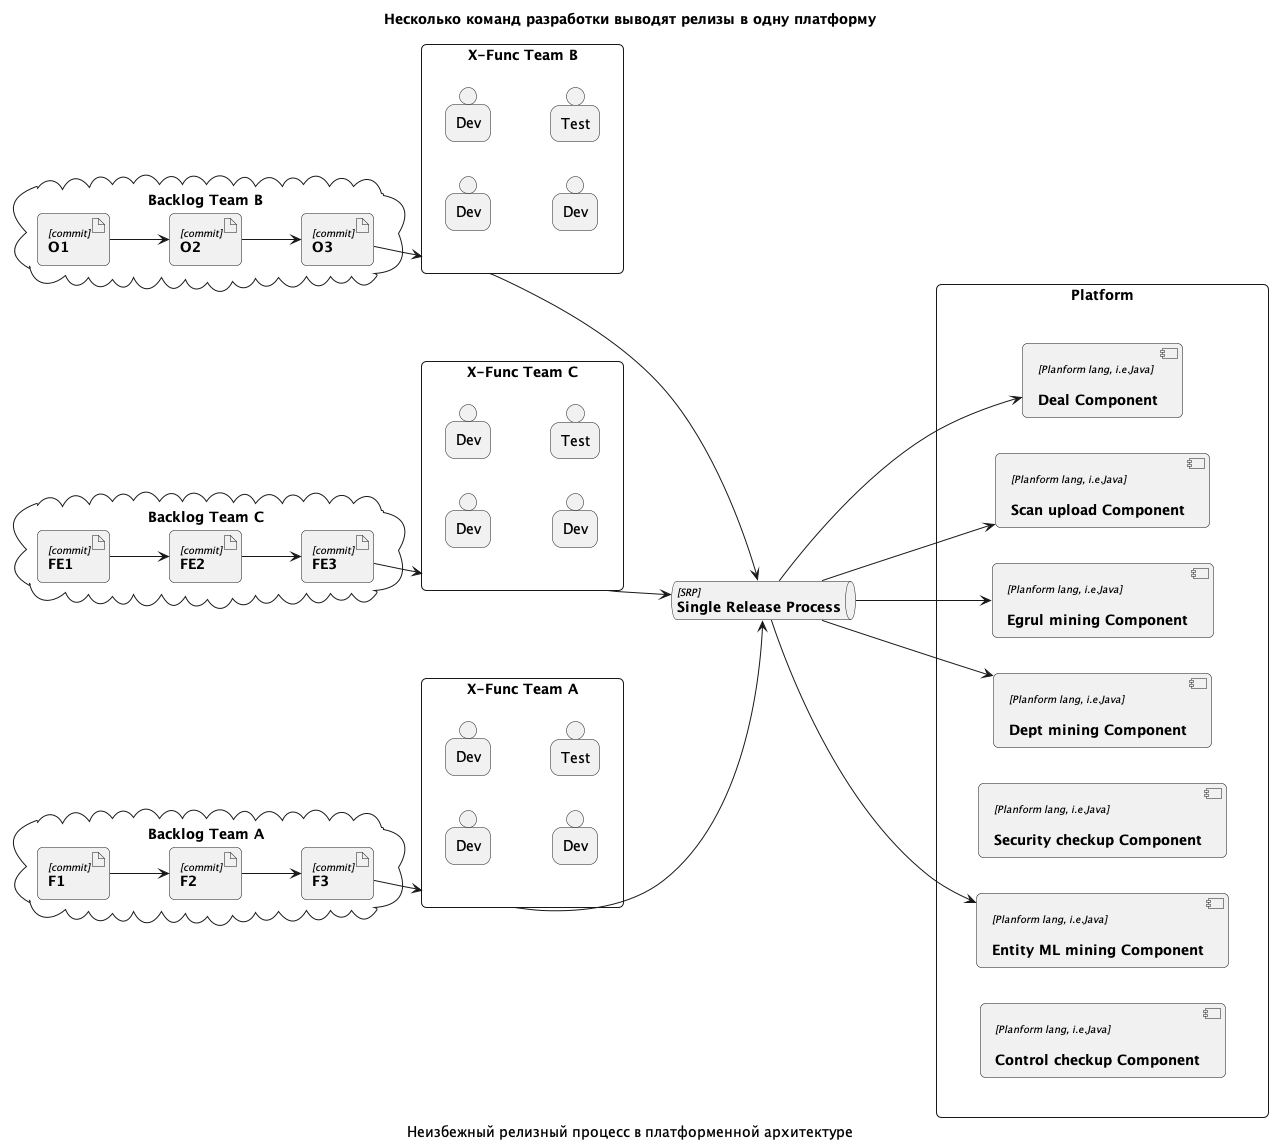 Несколько команд разработки выводят релизы в одну платформу
X-Func Team B
Dev
Test
Dev
Dev
Backlog Team B
[commit]
O1
[commit]
O2
[commit]
O3
X-Func Team C
Dev
Test
Dev
Dev
Backlog Team C
[commit]
FE1
[commit]
FE2
[commit]
FE3
X-Func Team A
Dev
Test
Dev
Dev
Backlog Team A
[commit]
F1
[commit]
F2
[commit]
F3
[SRP]
Single Release Process
Platform
[Planform lang, i.e.Java]
Deal Component
[Planform lang, i.e.Java]
Scan upload Component
[Planform lang, i.e.Java]
Egrul mining Component
[Planform lang, i.e.Java]
Dept mining Component
[Planform lang, i.e.Java]
Security checkup Component
[Planform lang, i.e.Java]
Entity ML mining Component
[Planform lang, i.e.Java]
Control checkup Component
Неизбежный релизный процесс в платформенной архитектуре